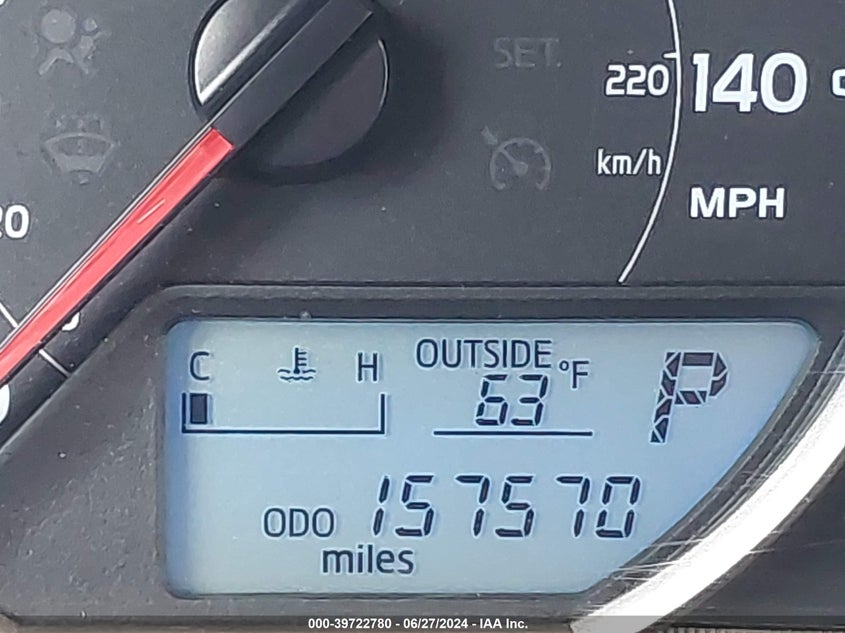 SET
220 140
km/h
MPH
20
C H OUTSIDE °F
63 P
ODO 157570
miles
000-39722780 - 06/27/2024 - IAA Inc.